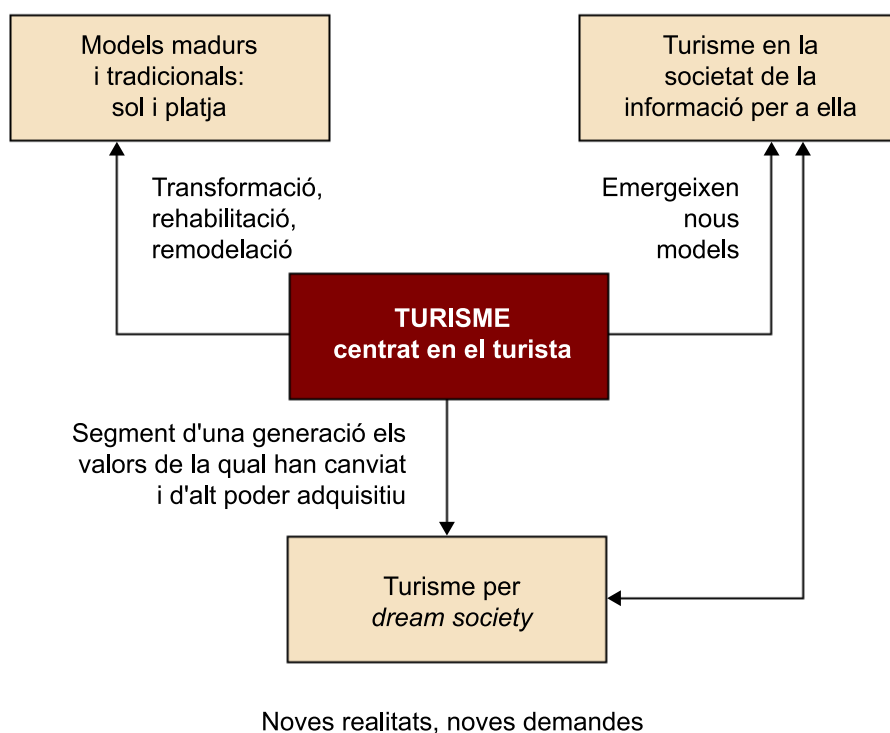 Models madurs
i tradicionals:
sol i platja
Turisme en la
societat de la
informació per a ella
Transformació,
rehabilitació,
remodelació
Emergeixen
nous
models
TURISME
centrat en el turista
Segment d'una generació els
valors de la qual han canviat
i d'alt poder adquisitiu
Turisme per
dream society
Noves realitats, noves demandes